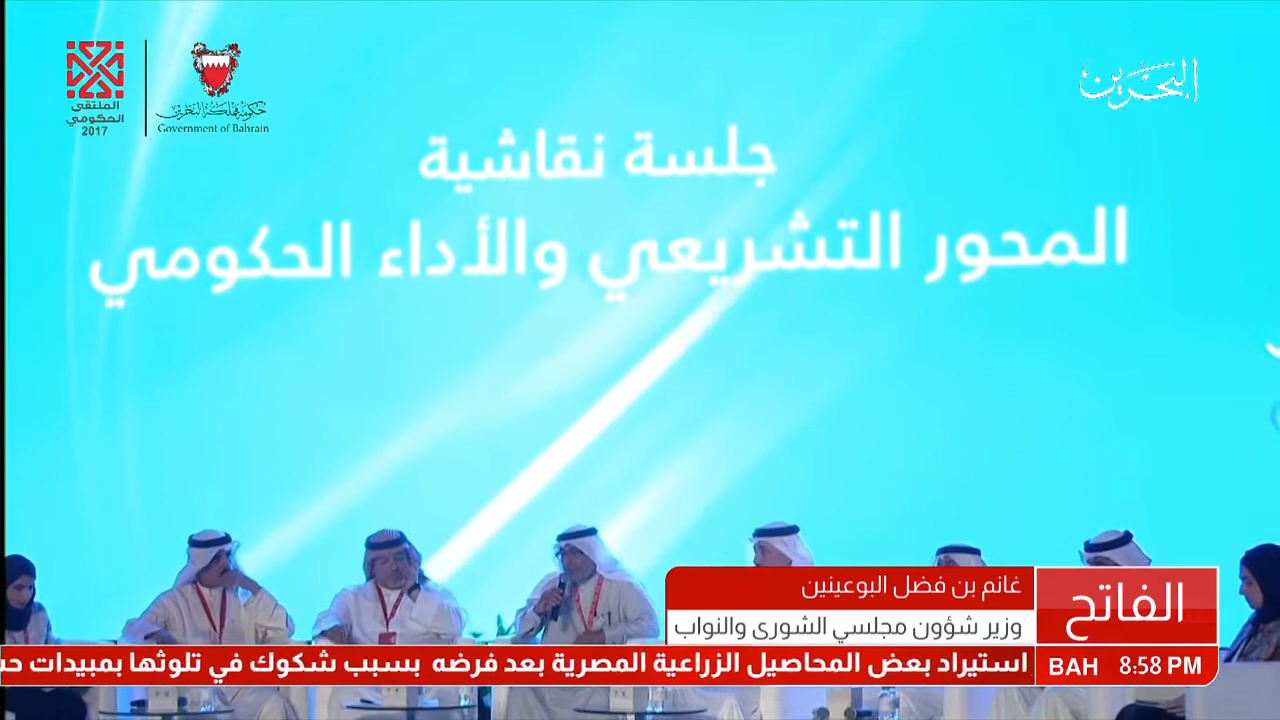 الملتقى
الحكومي
2017
حكومة مملكة البحرين
Government of Bahrain
البحرين
جلسة نقاشية
المحور التشريعي والأداء الحكومي
غانم بن فضل البوعينين
وزير شؤون مجلسي الشورى والنواب
الفاتح
استيراد بعض المحاصيل الزراعية المصرية بعد فرضه بسبب شكوك في تلوثها بمبيدات
BAH 8:58 PM